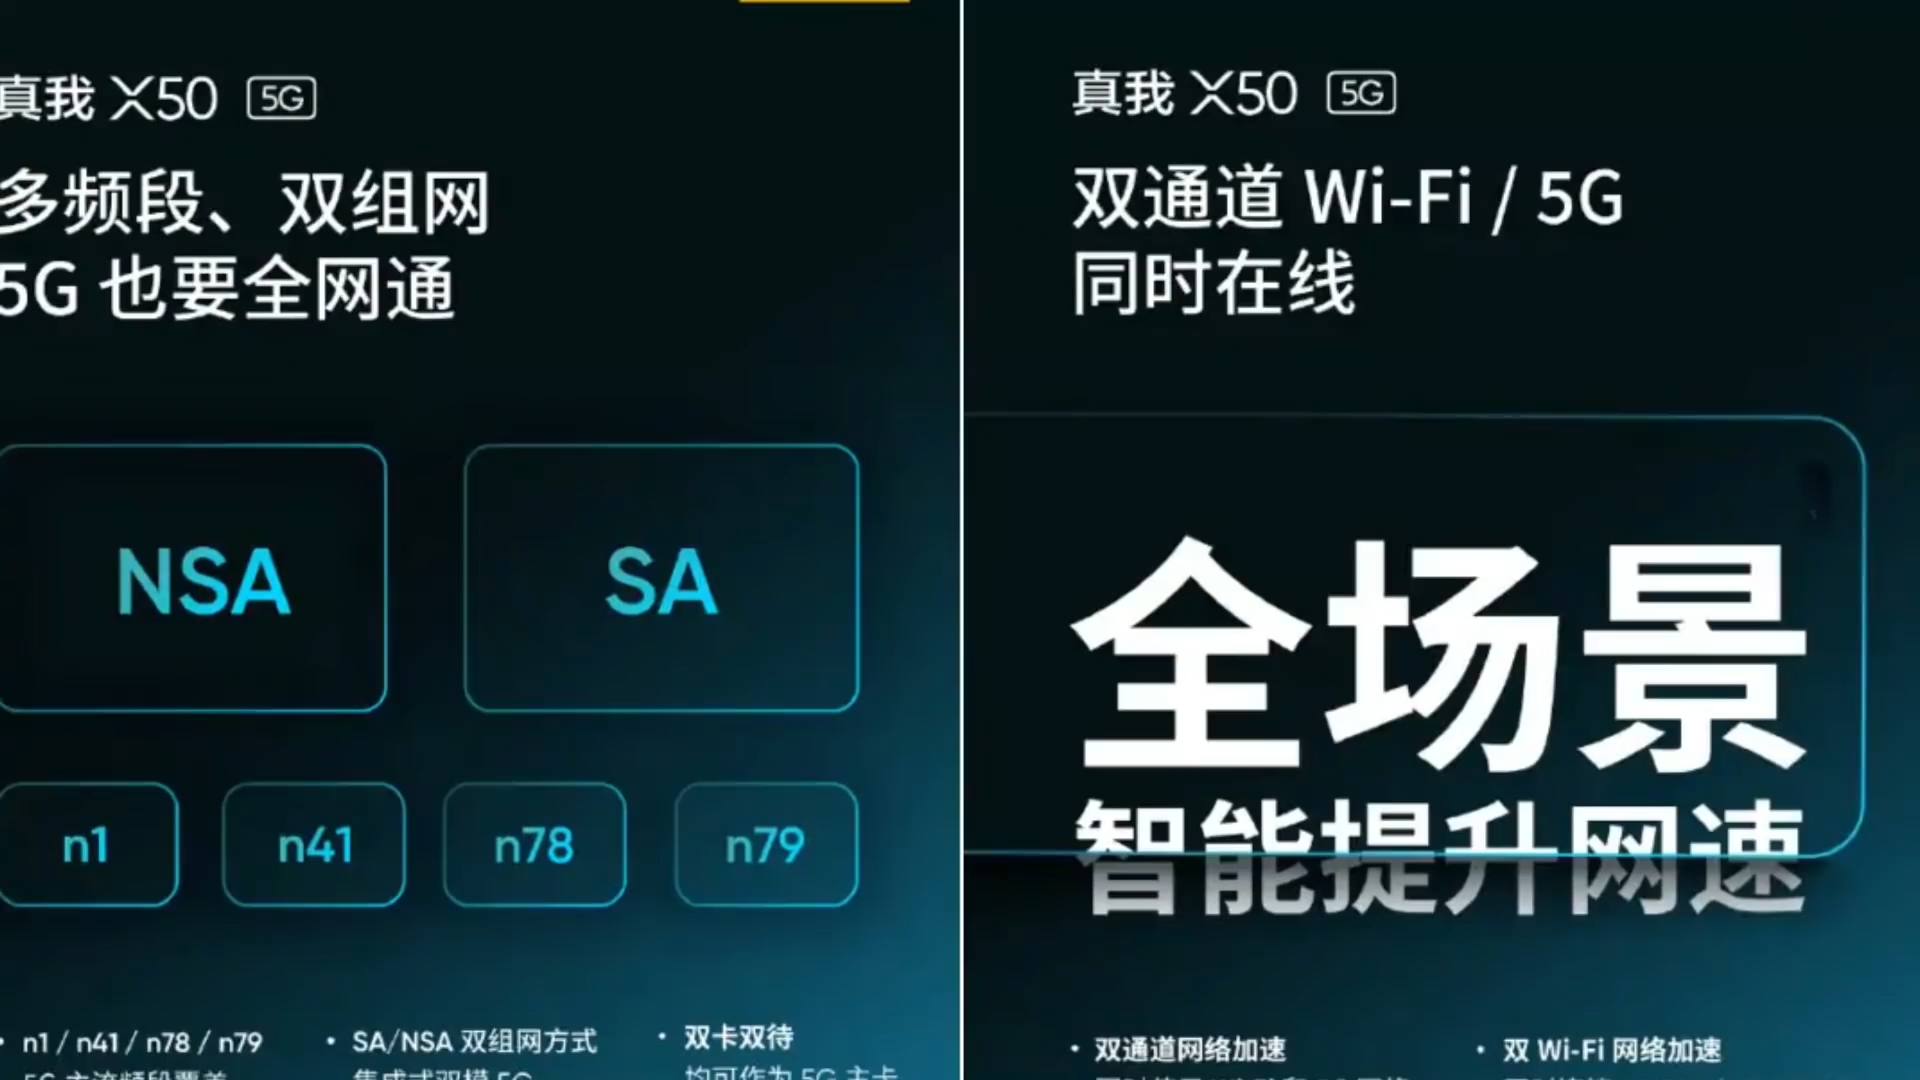 真我 X50 5G
多频段、双组网
5G 也要全网通
NSA
SA
n1
n41
n78
n79
n1 / n41 / n78 / n79
SA/NSA 双组网方式
双卡双待
真我 X50 5G
双通道 Wi-Fi / 5G
同时在线
全场景
智能提升网速
双通道网络加速
双 Wi-Fi 网络加速